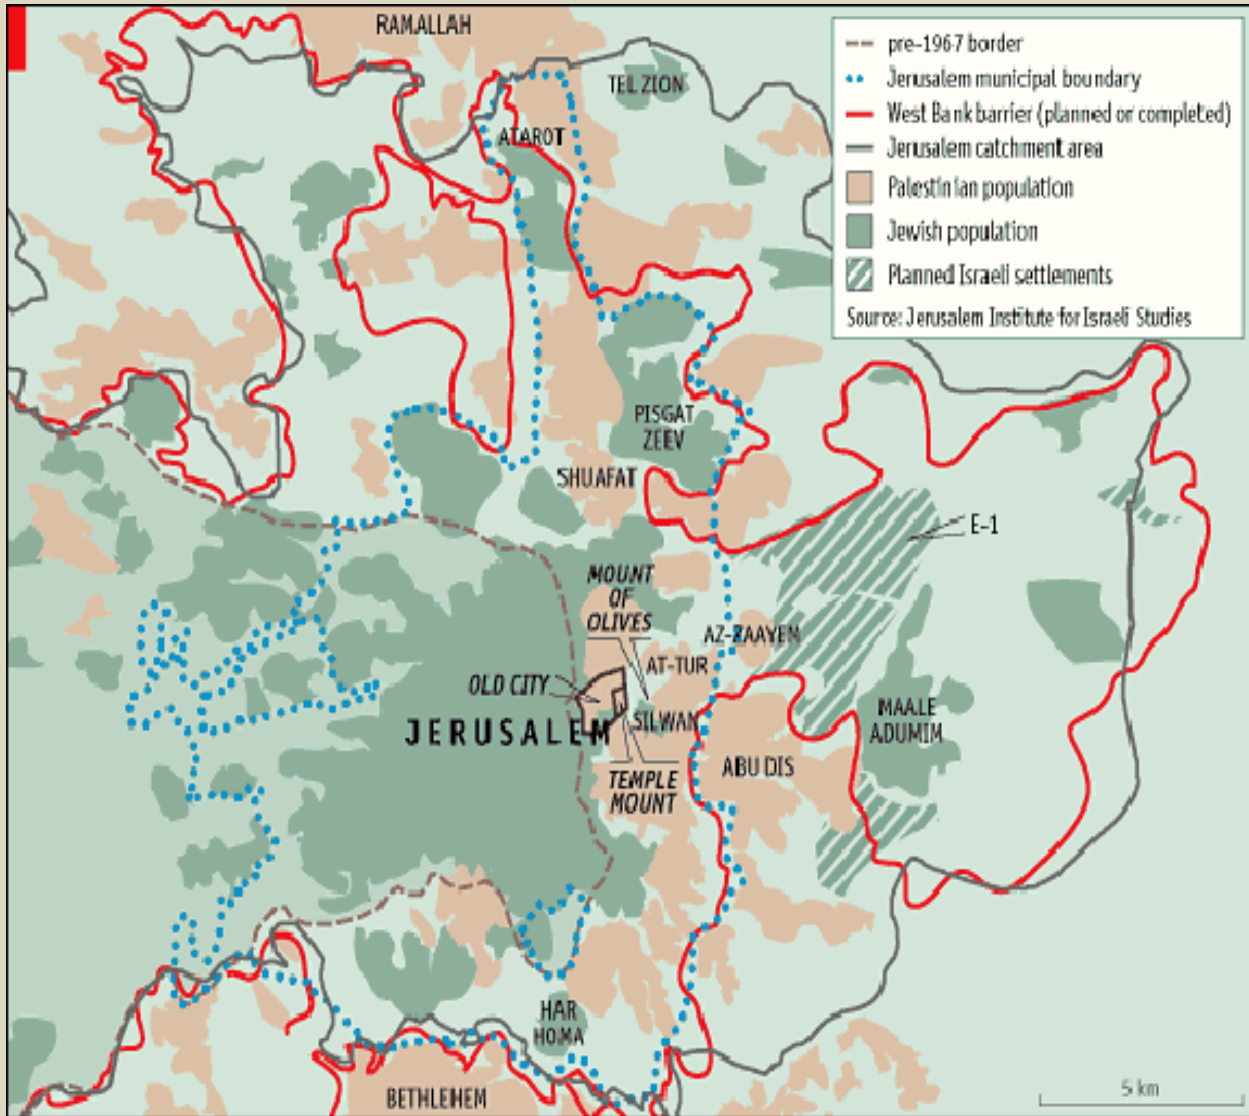 RAMALLAH
TEL ZION
ATAROT
pre-1967 border
Jerusalem municipal boundary
West Bank barrier (planned or completed)
Jerusalem catchment area
Palestinian population
Jewish population
Planned Israeli settlements
Source: Jerusalem Institute for Israeli Studies
PISGAT
ZEEV
SHUAFAT
E-1
MOUNT
OF
OLIVES
AZ-ZAAYEM
AT-TUR
OLD CITY
JERUSALEM
SILWAN
MAALE
ADUMIM
ABU DIS
TEMPLE
MOUNT
HAR
HOMA
BETHLEHEM
5 km